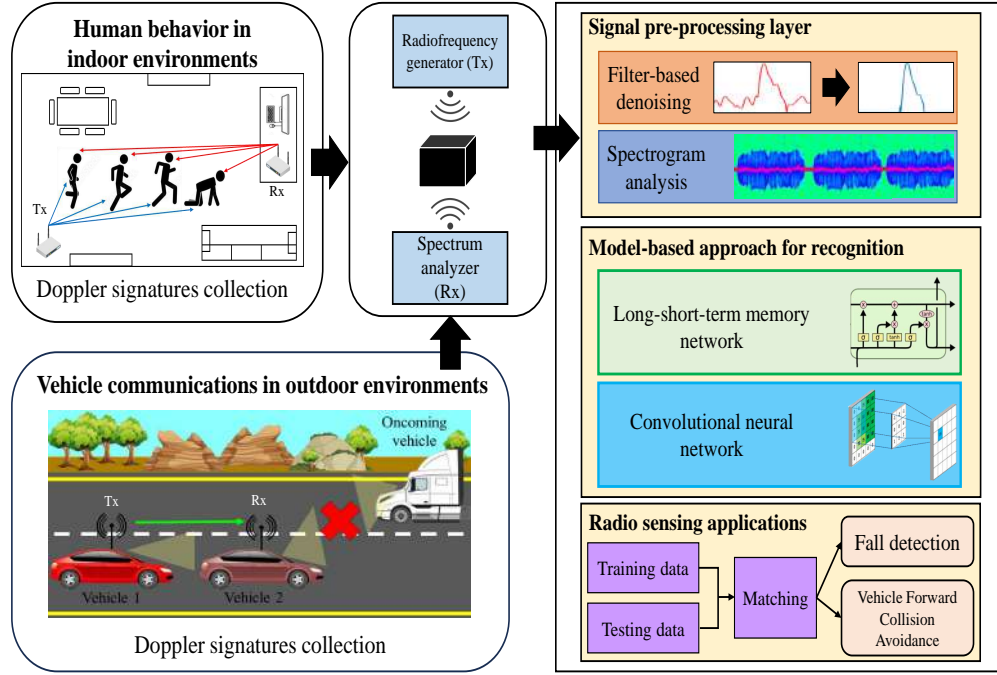 Human behavior in
indoor environments
Tx
Rx
Doppler signatures collection
Radiofrequency
generator (Tx)
Spectrum
analyzer
(Rx)
Vehicle communications in outdoor environments
Oncoming
vehicle
Tx
Rx
Vehicle 1
Vehicle 2
Doppler signatures collection
Signal pre-processing layer
Filter-based
denoising
Spectrogram
analysis
Model-based approach for recognition
Long-short-term memory
network
tanh
σ σ tanh σ
Convolutional neural
network
Radio sensing applications
Training data
Testing data
Matching
Fall detection
Vehicle Forward
Collision
Avoidance